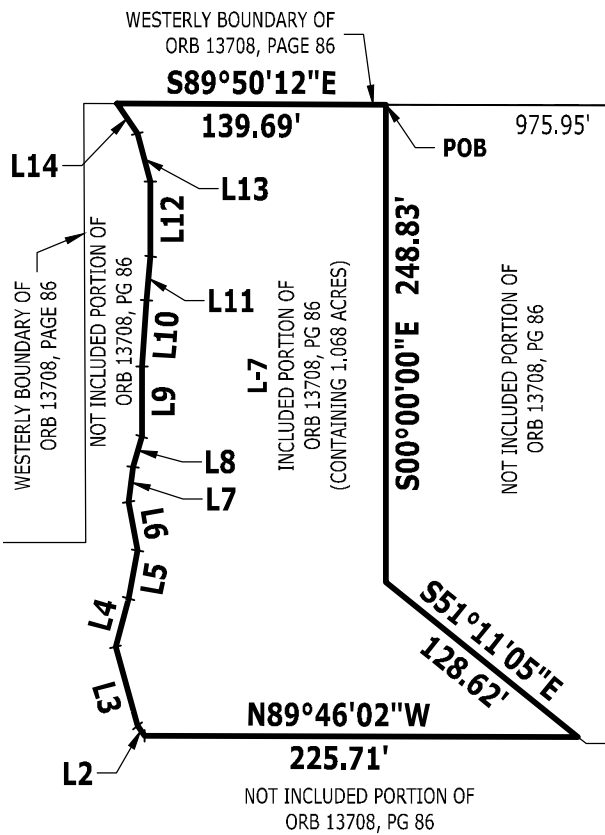 WESTERLY BOUNDARY OF
ORB 13708, PAGE 86
S89°50'12"E
139.69'
975.95'
POB
L14
L13
L12
L11
L10
L9
L8
L7
L6
L5
L4
L3
L2
WESTERLY BOUNDARY OF
ORB 13708, PAGE 86
NOT INCLUDED PORTION OF
ORB 13708, PG 86
L-7
INCLUDED PORTION OF
ORB 13708, PG 86
(CONTAINING 1.068 ACRES)
S00°00'00"E 248.83'
NOT INCLUDED PORTION OF
ORB 13708, PG 86
S51°11'05"E
128.62'
N89°46'02"W
225.71'
NOT INCLUDED PORTION OF
ORB 13708, PG 86